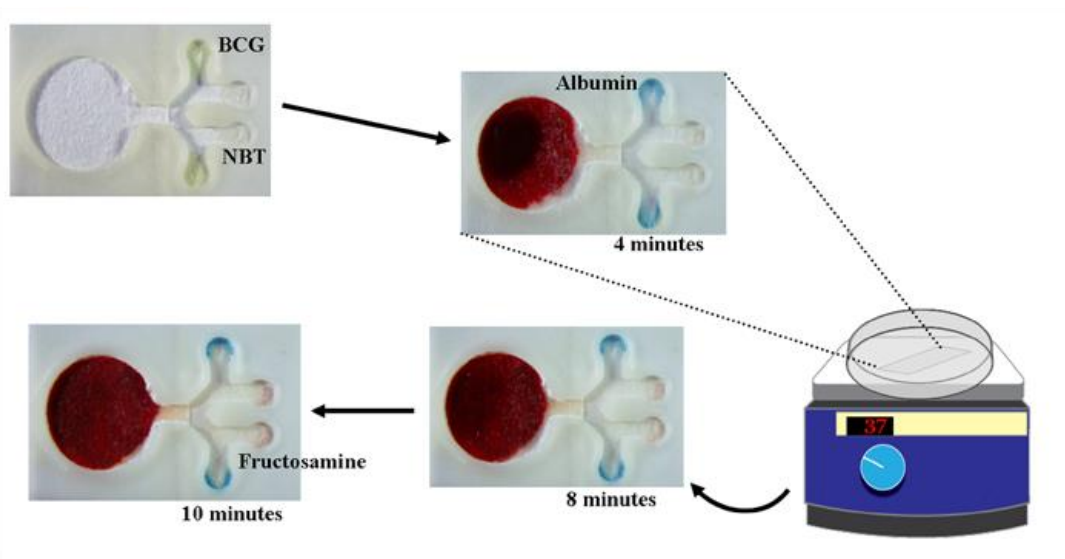 BCG
NBT
Albumin
4 minutes
37
8 minutes
Fructosamine
10 minutes